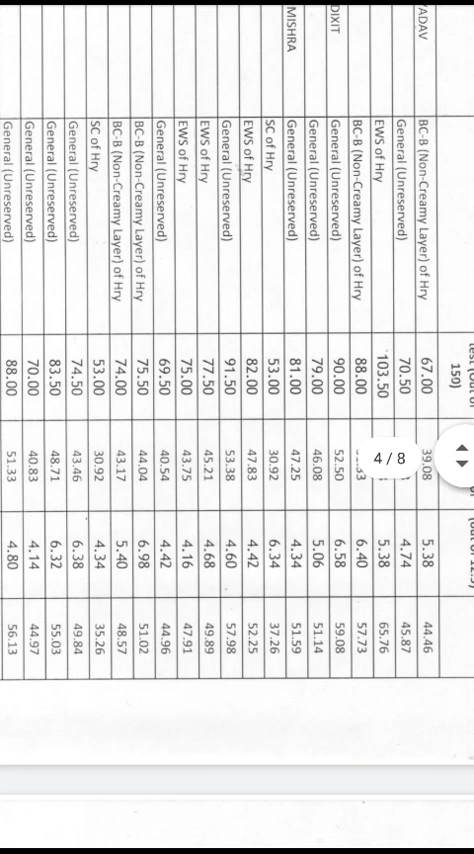 150)
ADAV BC-B (Non-Creamy Layer) of Hry 67.00 39.08 5.38 44.46
General (Unreserved) 70.50 4.74 45.87
EWS of Hry 103.50 5.38 65.76
BC-B (Non-Creamy Layer) of Hry 88.00 6.40 57.73
DIXIT General (Unreserved) 90.00 52.50 6.58 59.08
General (Unreserved) 79.00 46.08 5.06 51.14
MISHRA General (Unreserved) 81.00 47.25 4.34 51.59
SC of Hry 53.00 30.92 6.34 37.26
EWS of Hry 82.00 47.83 4.42 52.25
General (Unreserved) 91.50 53.38 4.60 57.98
EWS of Hry 77.50 45.21 4.68 49.89
EWS of Hry 75.00 43.75 4.16 47.91
General (Unreserved) 69.50 40.54 4.42 44.96
BC-B (Non-Creamy Layer) of Hry 75.50 44.04 6.98 51.02
BC-B (Non-Creamy Layer) of Hry 74.00 43.17 5.40 48.57
SC of Hry 53.00 30.92 4.34 35.26
General (Unreserved) 74.50 43.46 6.38 49.84
General (Unreserved) 83.50 48.71 6.32 55.03
General (Unreserved) 70.00 40.83 4.14 44.97
General (Unreserved) 88.00 51.33 4.80 56.13
4 / 8